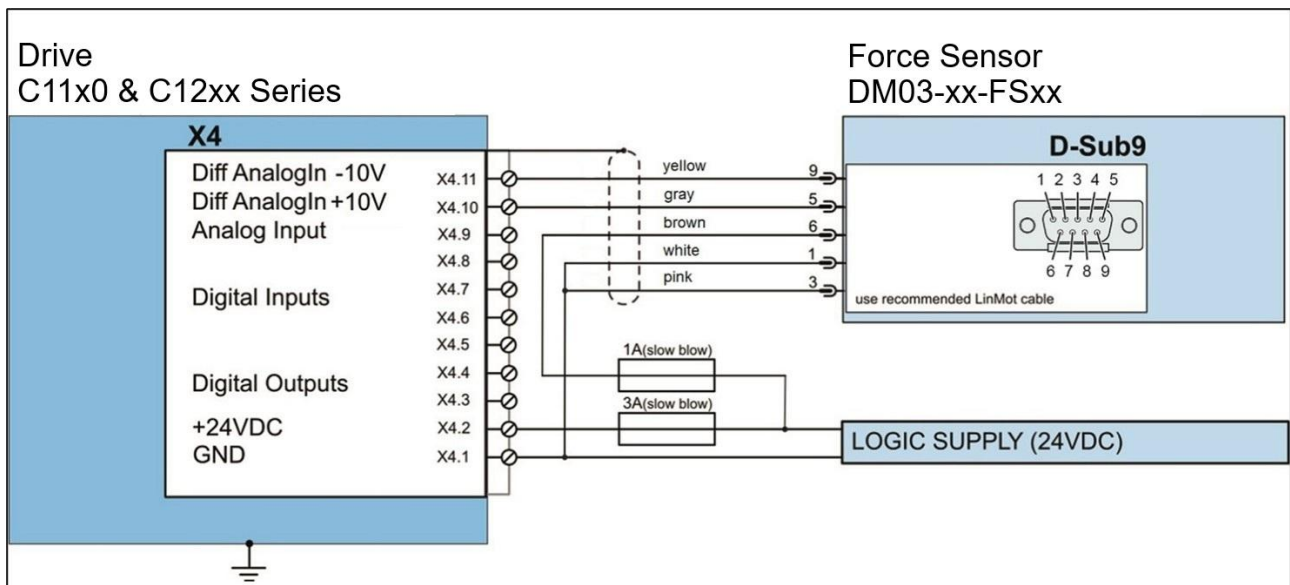 Drive
C11x0 & C12xx Series
Force Sensor
DM03-xx-FSxx
X4
Diff AnalogIn -10V
X4.11
Diff AnalogIn +10V
X4.10
Analog Input
X4.9
X4.8
Digital Inputs
X4.7
X4.6
X4.5
Digital Outputs
X4.4
X4.3
+24VDC
X4.2
GND
X4.1
yellow
9
gray
5
brown
6
white
1
pink
3
D-Sub9
1 2 3 4 5
6 7 8 9
use recommended LinMot cable
1A(slow blow)
3A(slow blow)
LOGIC SUPPLY (24VDC)